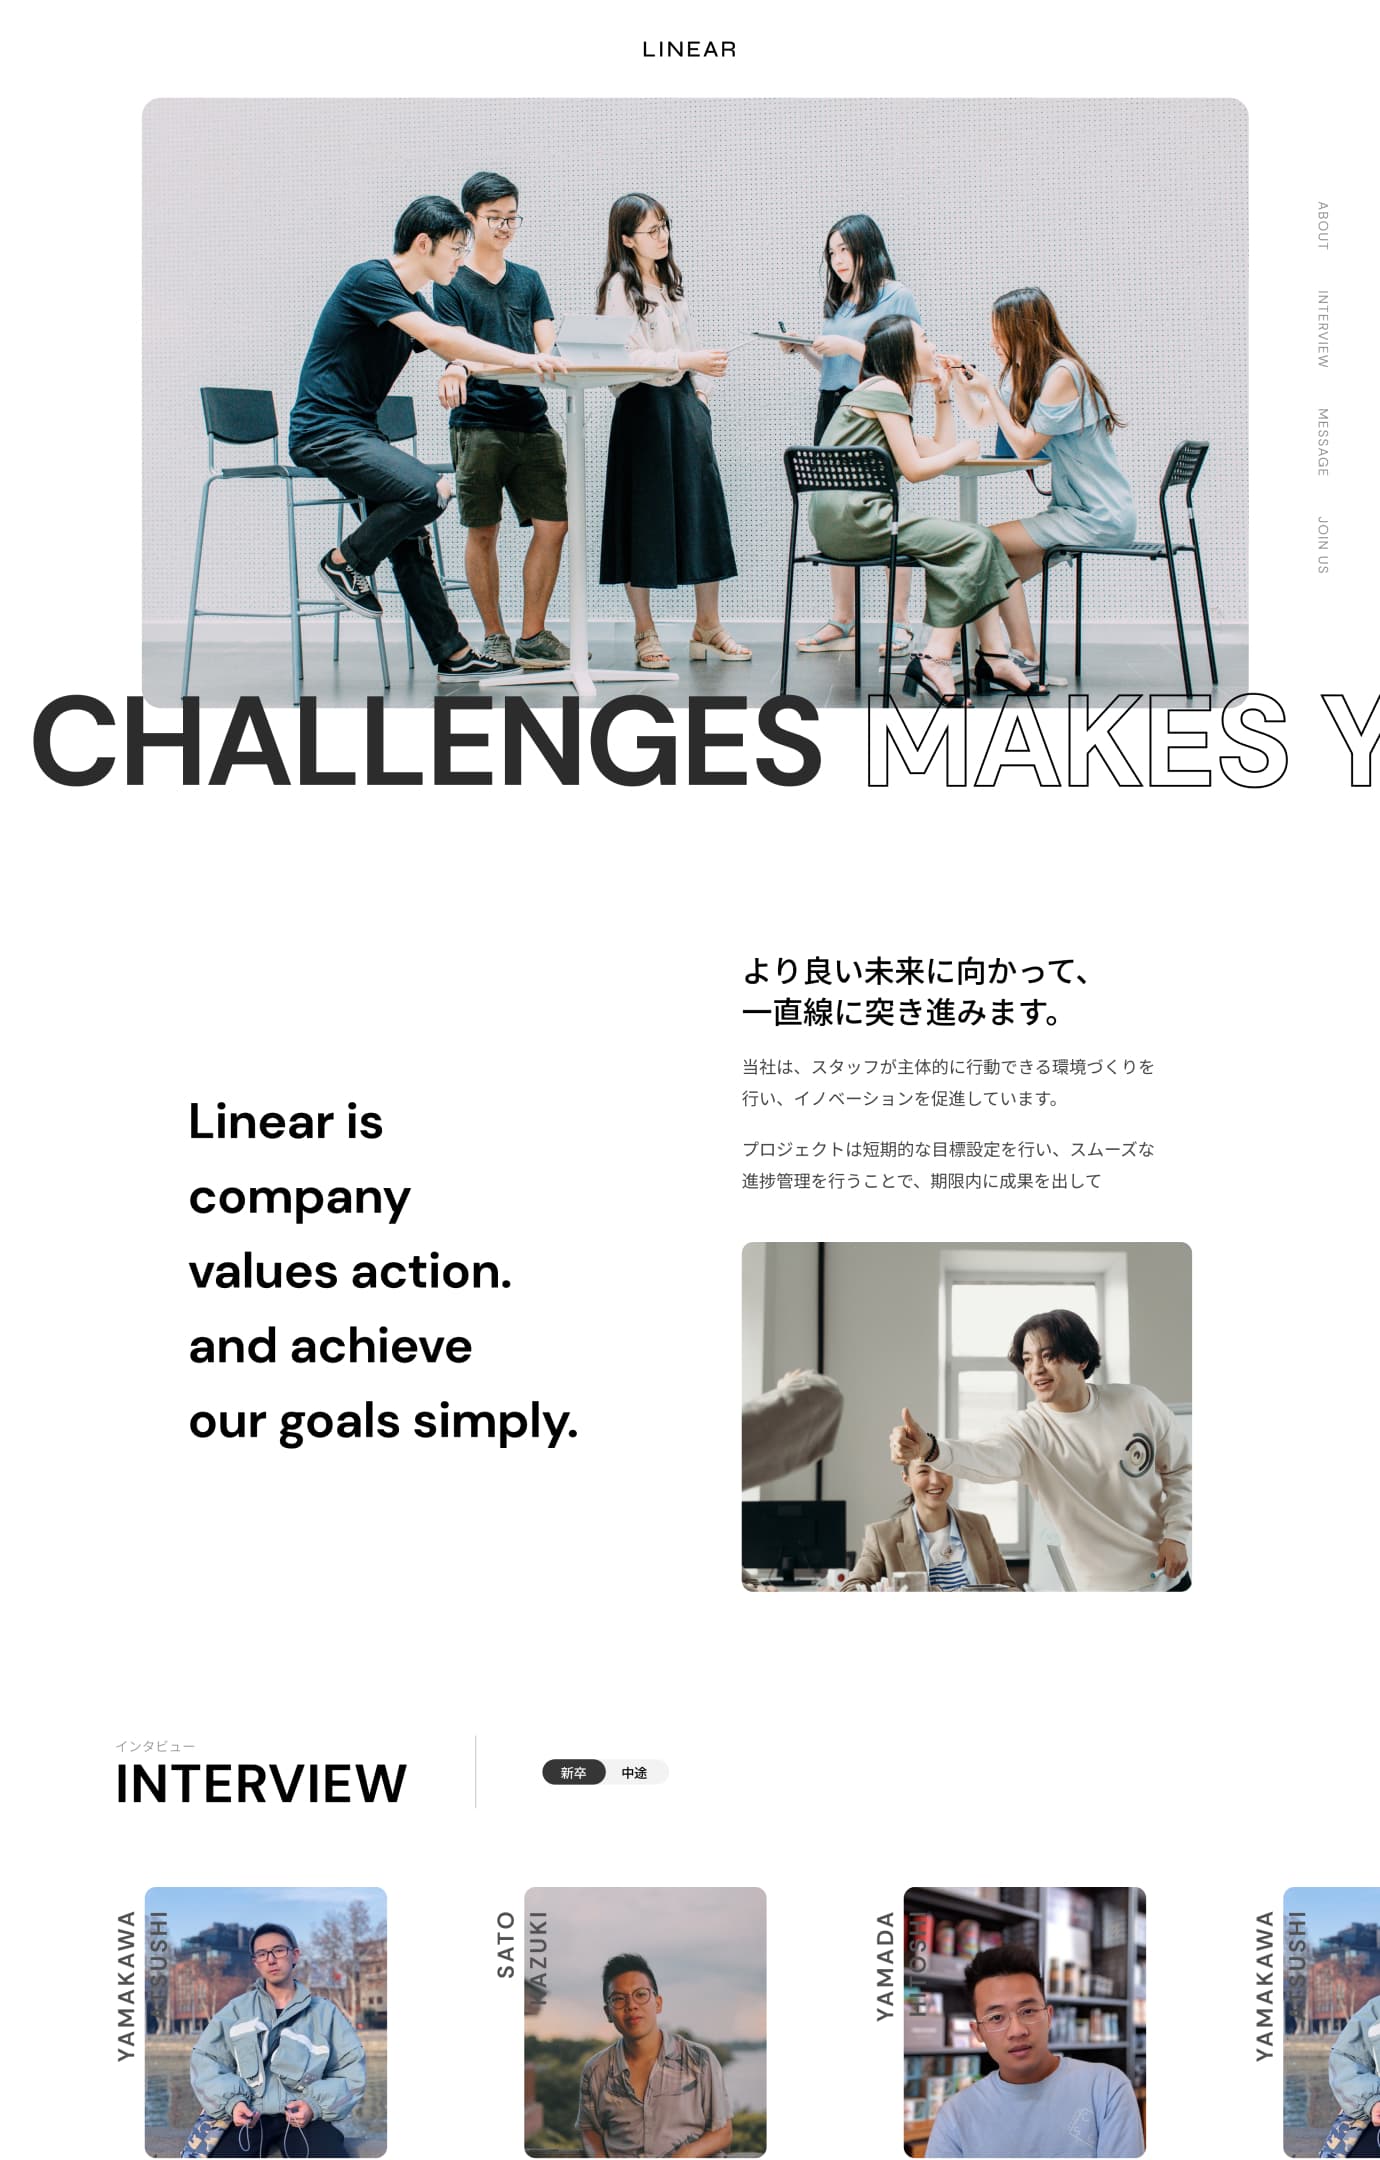 LINEAR
ABOUT
INTERVIEW
MESSAGE
JOIN US
CHALLENGES MAKES Y
より良い未来に向かって、
一直線に突き進みます。
当社は、スタッフが主体的に行動できる環境づくりを
行い、イノベーションを促進しています。
プロジェクトは短期的な目標設定を行い、スムーズな
進捗管理を行うことで、期限内に成果を出して
Linear is
company
values action.
and achieve
our goals simply.
インタビュー
INTERVIEW
新卒
中途
YAMAKAWA
TESUSHI
SATO
KAZUKI
YAMADA
HITOSHI
YAMAKAWA
TESUSHI